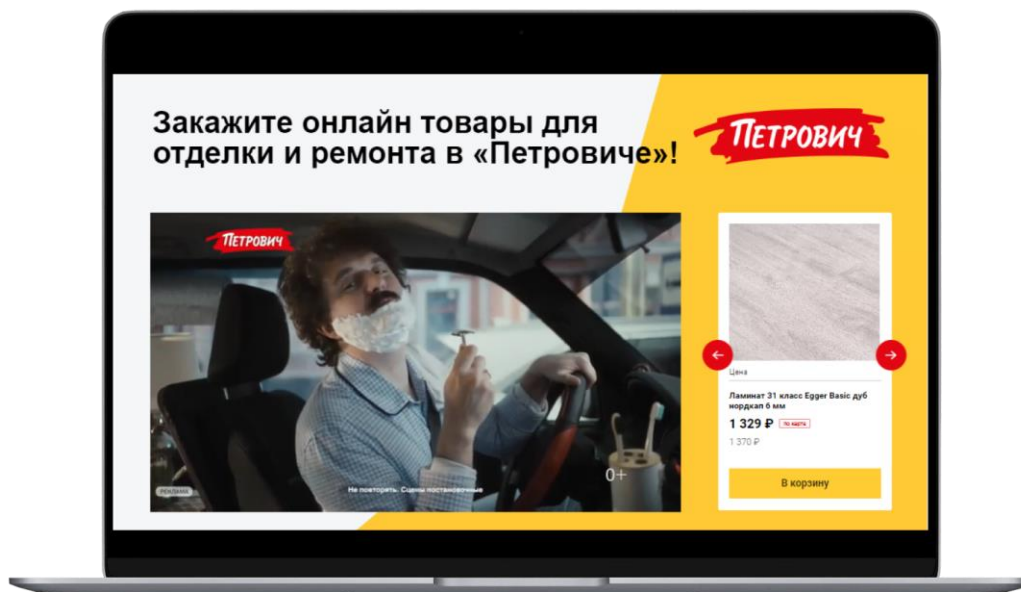 Закажите онлайн товары для
отделки и ремонта в «Петровиче»!
ПЕТРОВИЧ
ПЕТРОВИЧ
РЕКЛАМА
Не повторять. Сцены постановочные
0+
Цена
Ламинат 31 класс Egger Basic дуб
нордкап 6 мм
1 329 ₽ по карте
1 370 ₽
В корзину